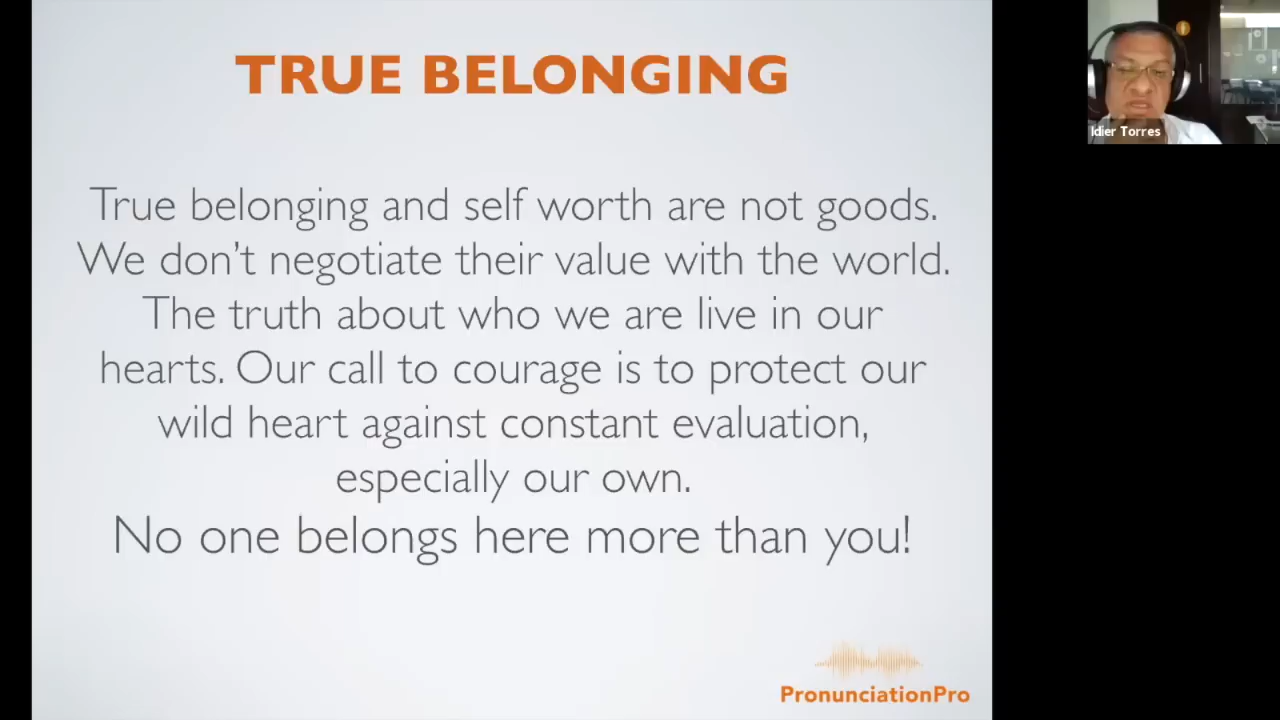 TRUE BELONGING
True belonging and self worth are not goods.
We don’t negotiate their value with the world.
The truth about who we are live in our
hearts. Our call to courage is to protect our
wild heart against constant evaluation,
especially our own.
No one belongs here more than you!
PronunciationPro
Idier Torres